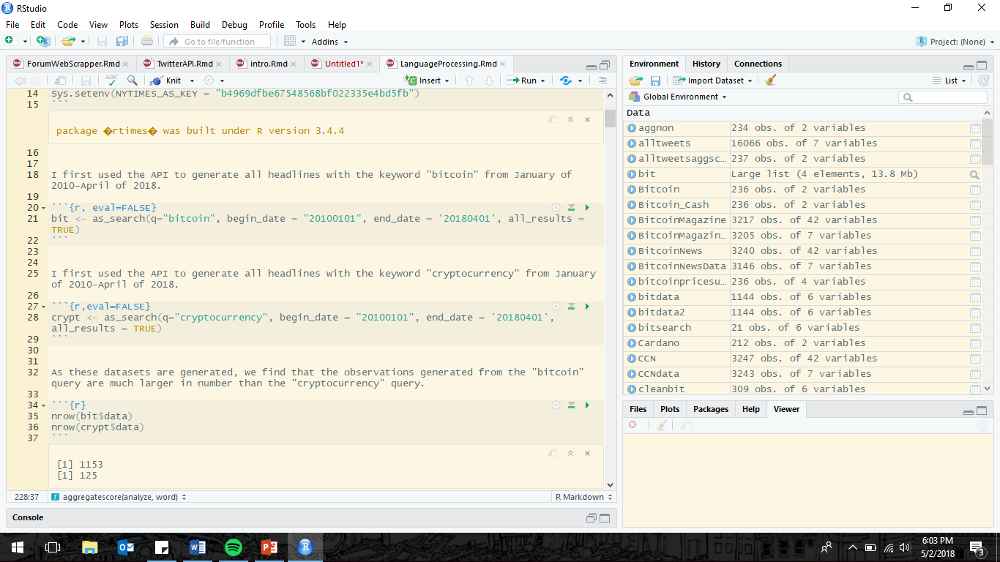 RStudio
File Edit Code View Plots Session Build Debug Profile Tools Help
Go to file/function Addins Project: (None)
ForumWebScrapper.Rmd TwitterAPI.Rmd intro.Rmd Untitled1* LanguageProcessing.Rmd
ABC Knit Insert Run
14 Sys.setenv(NYTIMES_AS_KEY = "b4969dfbe67548568bf022335e4bd5fb")
15 ```
package �rtimes� was built under R version 3.4.4
16
17
18 I first used the API to generate all headlines with the keyword "bitcoin" from January of
2010-April of 2018.
19
20 ```{r, eval=FALSE}
21 bit <- as_search(q="bitcoin", begin_date = "20100101", end_date = '20180401', all_results =
TRUE)
22 ```
23
24
25 I first used the API to generate all headlines with the keyword "cryptocurrency" from January
of 2010-April of 2018.
26
27 ```{r,eval=FALSE}
28 crypt <- as_search(q="cryptocurrency", begin_date = "20100101", end_date = '20180401',
all_results = TRUE)
29 ```
30
31
32 As these datasets are generated, we find that the observations generated from the "bitcoin"
query are much larger in number than the "cryptocurrency" query.
33
34 ```{r}
35 nrow(bit$data)
36 nrow(crypt$data)
37 ```
[1] 1153
[1] 125
228:37 aggregatescore(analyze, word) R Markdown
Console
Environment History Connections
Import Dataset List
Global Environment
Data
aggnon 234 obs. of 2 variables
alltweets 16066 obs. of 7 variables
alltweetsaggsc… 237 obs. of 2 variables
bit Large list (4 elements, 13.8 Mb)
Bitcoin 236 obs. of 2 variables
Bitcoin_Cash 236 obs. of 2 variables
BitcoinMagazine 3217 obs. of 42 variables
BitcoinMagazin… 3205 obs. of 7 variables
BitcoinNews 3240 obs. of 42 variables
BitcoinNewsData 3146 obs. of 7 variables
bitcoinpricesu… 236 obs. of 4 variables
bitdata 1144 obs. of 6 variables
bitdata2 1144 obs. of 6 variables
bitsearch 21 obs. of 6 variables
Cardano 212 obs. of 2 variables
CCN 3247 obs. of 42 variables
CCNdata 3243 obs. of 7 variables
cleanbit 309 obs. of 6 variables
Files Plots Packages Help Viewer
6:03 PM
5/2/2018
3